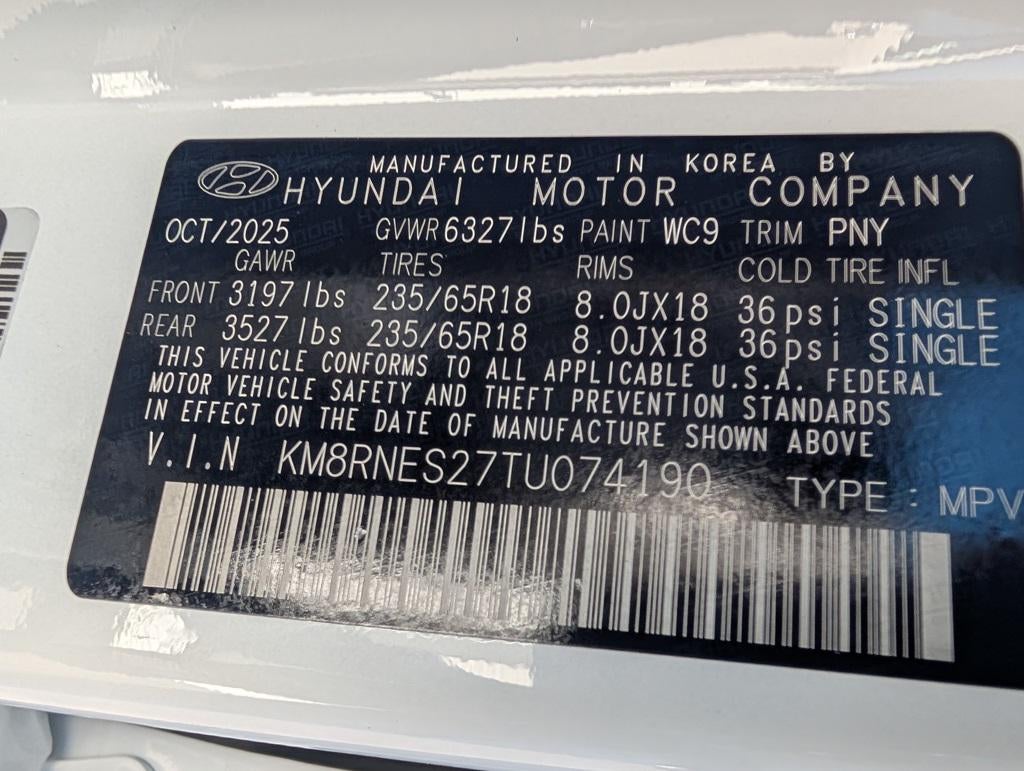 MANUFACTURED IN KOREA BY
HYUNDAI MOTOR COMPANY
OCT/2025 GVWR 6327lbs PAINT WC9 TRIM PNY
GAWR TIRES RIMS COLD TIRE INFL
FRONT 3197lbs 235/65R18 8.0JX18 36psi SINGLE
REAR 3527lbs 235/65R18 8.0JX18 36psi SINGLE
THIS VEHICLE CONFORMS TO ALL APPLICABLE U.S.A. FEDERAL
MOTOR VEHICLE SAFETY AND THEFT PREVENTION STANDARDS
IN EFFECT ON THE DATE OF MANUFACTURE SHOWN ABOVE
V.I.N KM8RNES27TU074190 TYPE : MPV